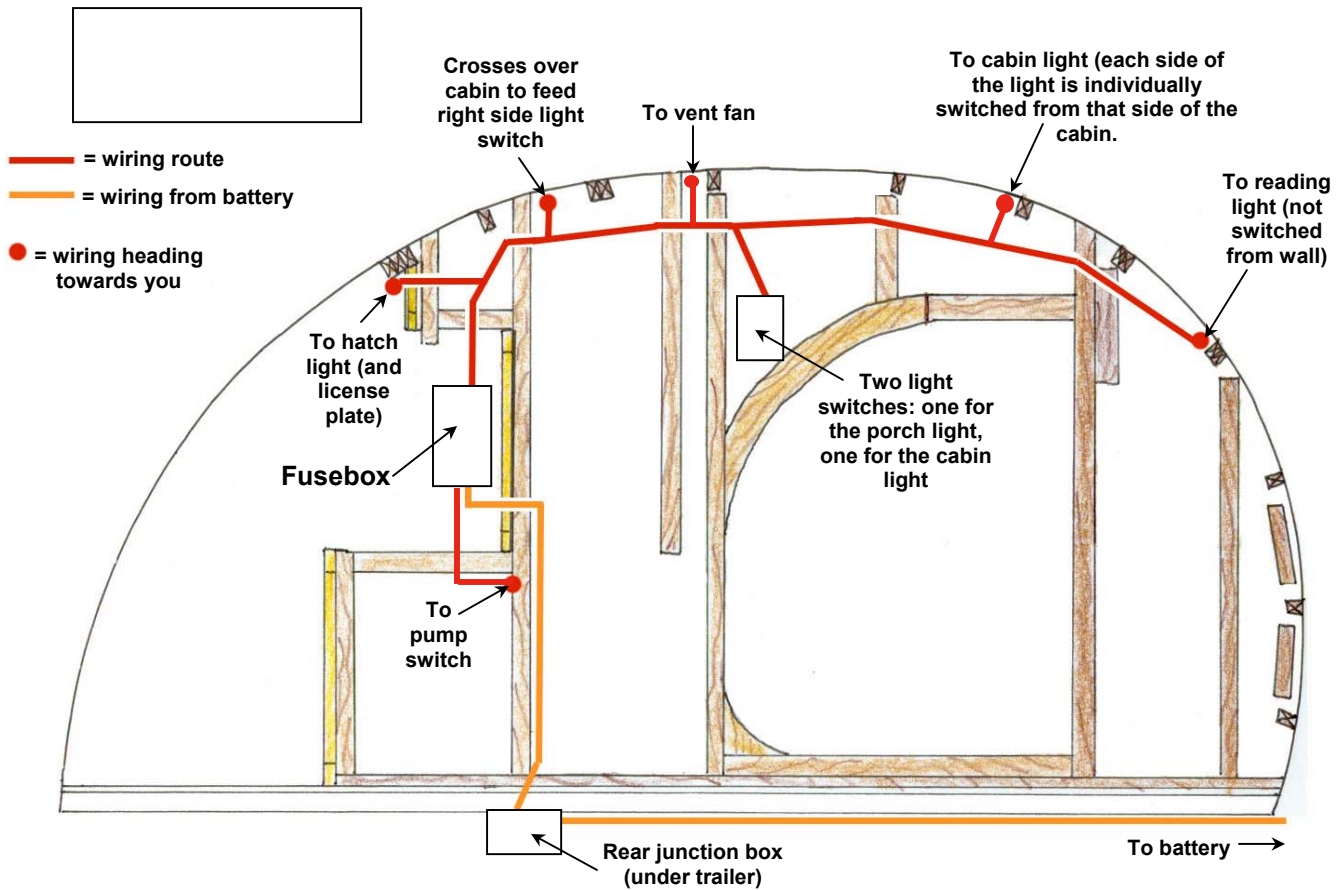 Crosses over
cabin to feed
right side light
switch
To vent fan
To cabin light (each side of
the light is individually
switched from that side of the
cabin.
= wiring route
= wiring from battery
= wiring heading
towards you
To reading
light (not
switched
from wall)
To hatch
light (and
license
plate)
Two light
switches: one for
the porch light,
one for the cabin
light
Fusebox
To
pump
switch
Rear junction box
(under trailer)
To battery